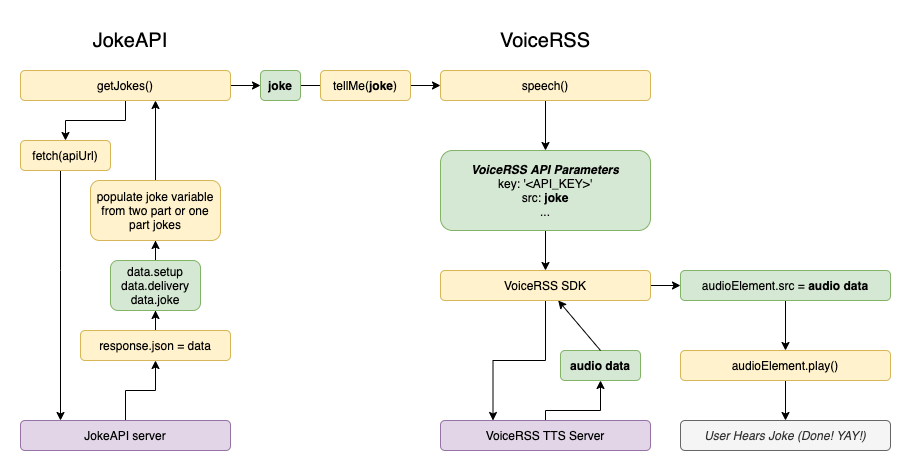 JokeAPI
VoiceRSS
getJokes()
joke
tellMe(joke)
speech()
fetch(apiUrl)
populate joke variable
from two part or one
part jokes
data.setup
data.delivery
data.joke
response.json = data
JokeAPI server
VoiceRSS API Parameters
key: '<API_KEY>'
src: joke
...
VoiceRSS SDK
audio data
VoiceRSS TTS Server
audioElement.src = audio data
audioElement.play()
User Hears Joke (Done! YAY!)